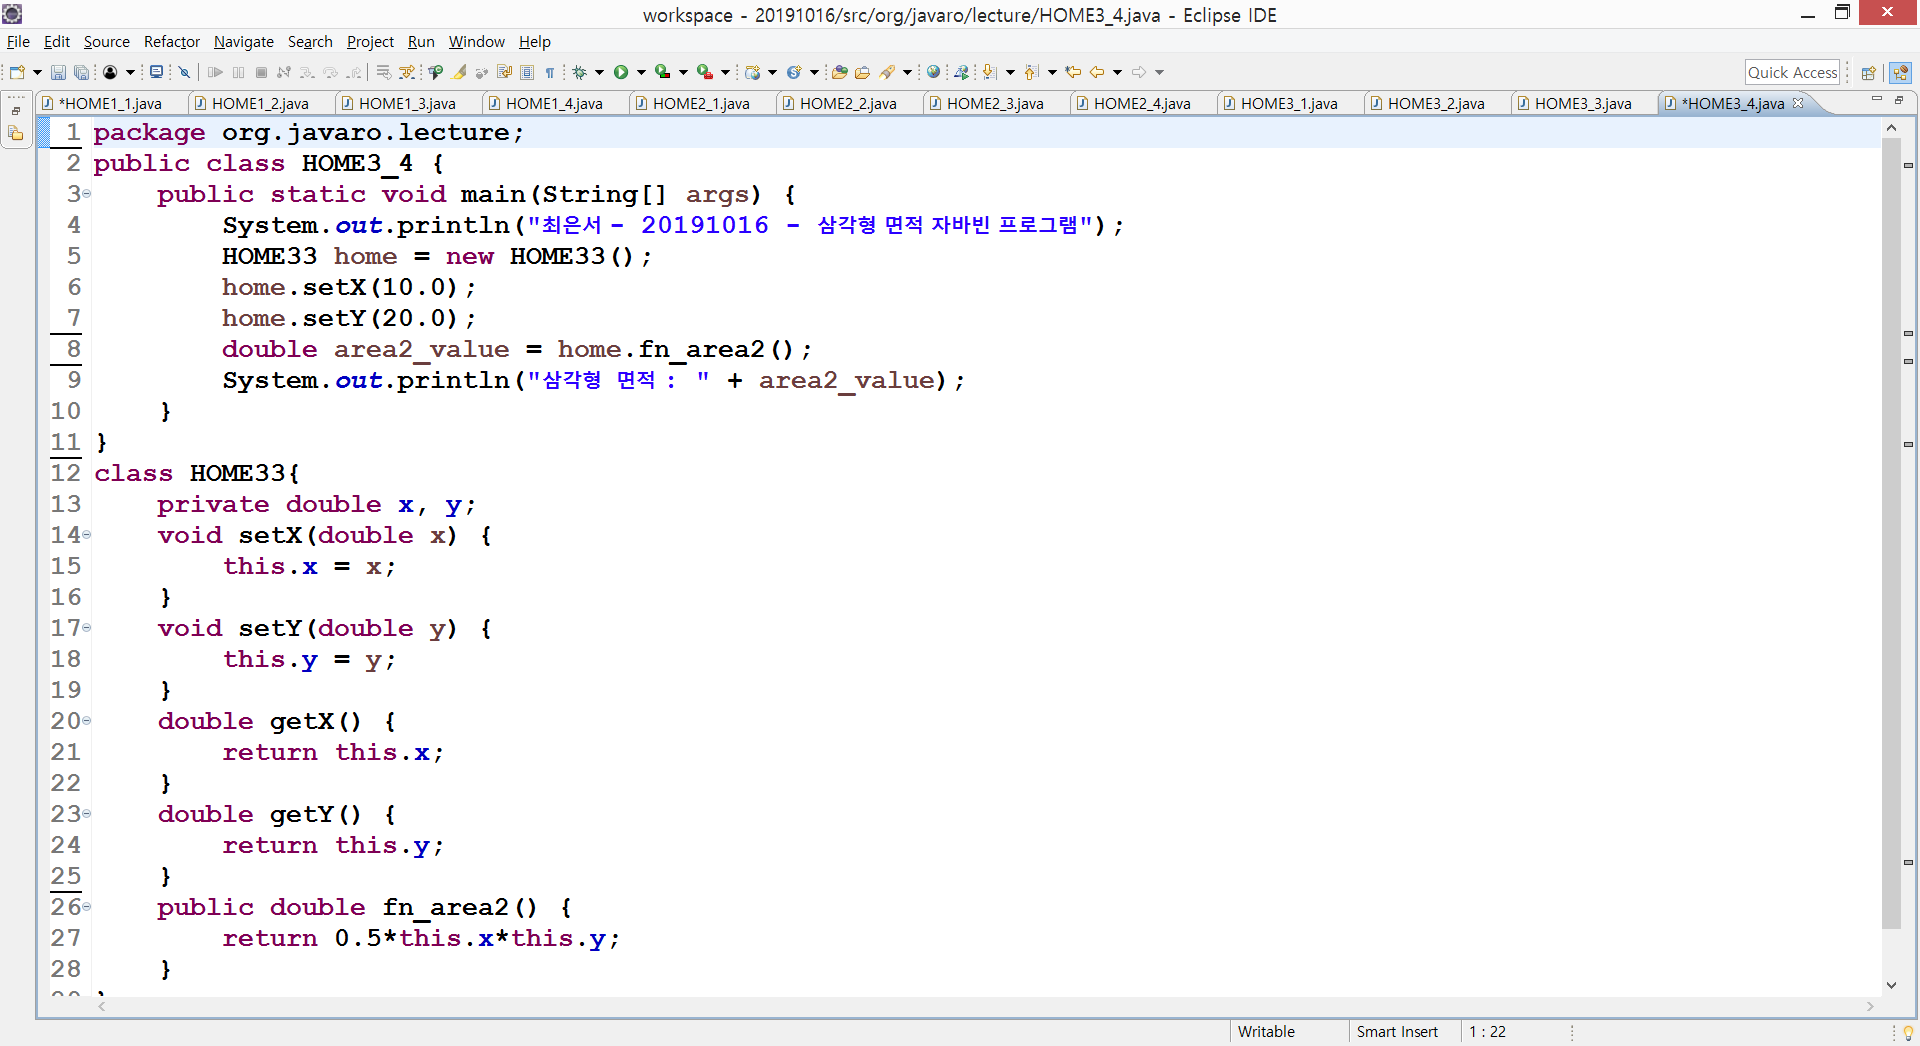 workspace - 20191016/src/org/javaro/lecture/HOME3_4.java - Eclipse IDE
File Edit Source Refactor Navigate Search Project Run Window Help
Quick Access
*HOME1_1.java HOME1_2.java HOME1_3.java HOME1_4.java HOME2_1.java HOME2_2.java HOME2_3.java HOME2_4.java HOME3_1.java HOME3_2.java HOME3_3.java *HOME3_4.java
1 package org.javaro.lecture;
2 public class HOME3_4 {
3 public static void main(String[] args) {
4 System.out.println("최은서 - 20191016 - 삼각형 면적 자바빈 프로그램");
5 HOME33 home = new HOME33();
6 home.setX(10.0);
7 home.setY(20.0);
8 double area2_value = home.fn_area2();
9 System.out.println("삼각형 면적 : " + area2_value);
10 }
11 }
12 class HOME33{
13 private double x, y;
14 void setX(double x) {
15 this.x = x;
16 }
17 void setY(double y) {
18 this.y = y;
19 }
20 double getX() {
21 return this.x;
22 }
23 double getY() {
24 return this.y;
25 }
26 public double fn_area2() {
27 return 0.5*this.x*this.y;
28 }
Writable Smart Insert 1 : 22